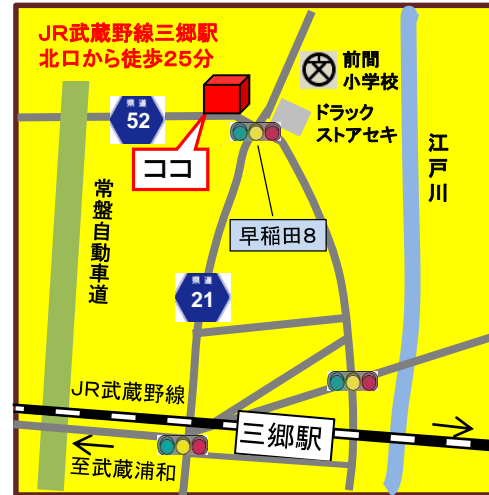 JR武蔵野線三郷駅
北口から徒歩25分
前間
小学校
ドラック
ストアセキ
県道
52
ココ
江戸川
常盤自動車道
早稲田8
県道
21
JR武蔵野線
三郷駅
至武蔵浦和